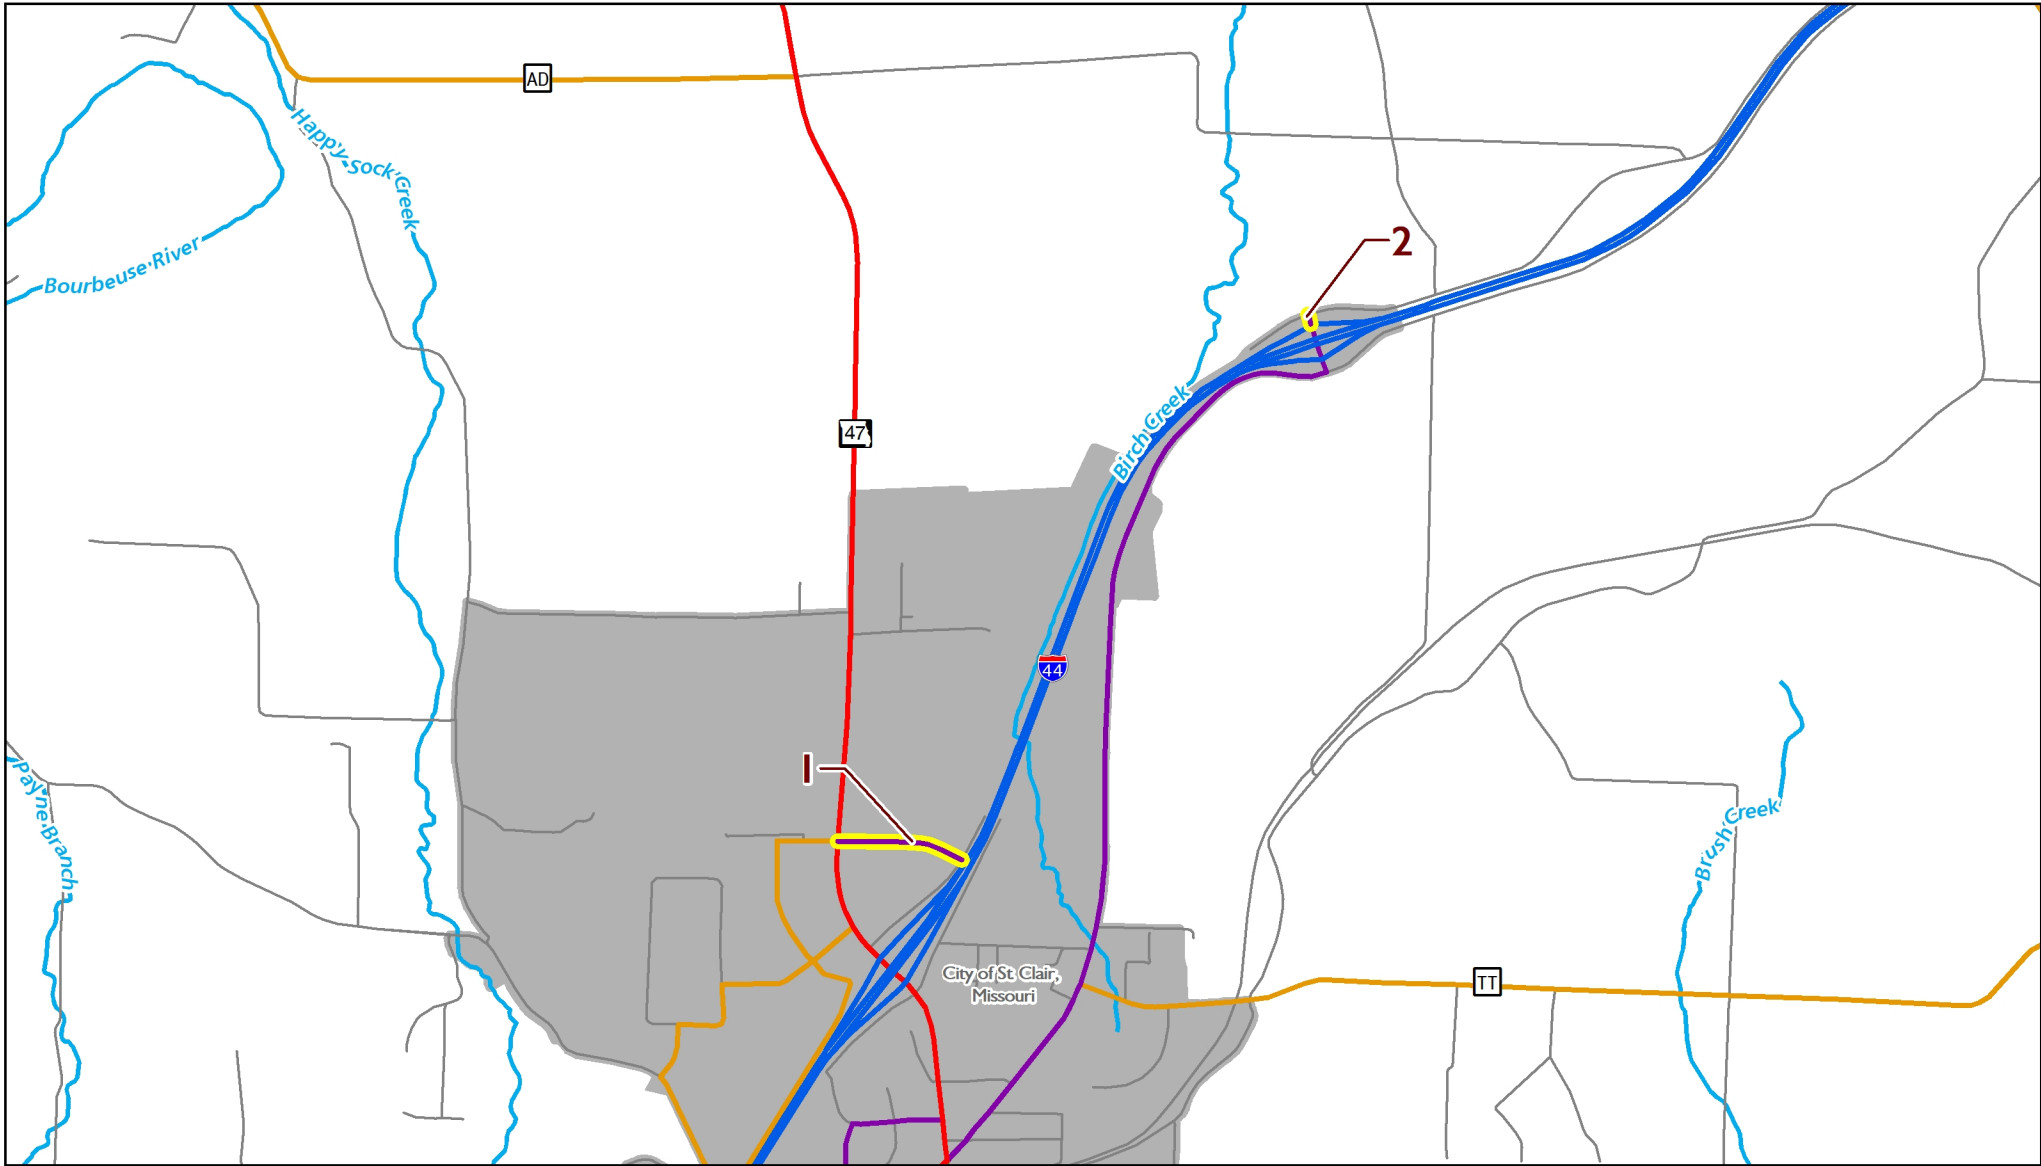 AD
Happy Sock Creek
Bourbeuse River
2
Birch Creek
47
44
1
Payne Branch
Brush Creek
City of St. Clair,
Missouri
TT